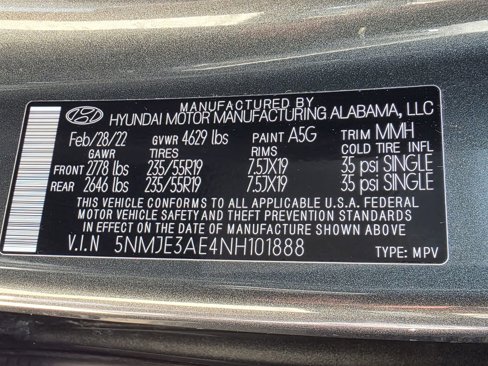 MANUFACTURED BY
HYUNDAI MOTOR MANUFACTURING ALABAMA, LLC
Feb/28/22 GVWR 4629 lbs PAINT A5G TRIM MMH
GAWR TIRES RIMS COLD TIRE INFL
FRONT 2778 lbs 235/55R19 7.5JX19 35 psi SINGLE
REAR 2646 lbs 235/55R19 7.5JX19 35 psi SINGLE
THIS VEHICLE CONFORMS TO ALL APPLICABLE U.S.A. FEDERAL
MOTOR VEHICLE SAFETY AND THEFT PREVENTION STANDARDS
IN EFFECT ON THE DATE OF MANUFACTURE SHOWN ABOVE
V.I.N 5NMJE3AE4NH101888 TYPE: MPV